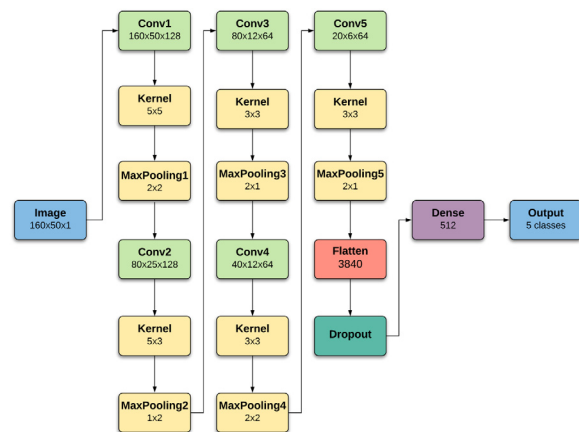 Image
160x50x1
Conv1
160x50x128
Kernel
5x5
MaxPooling1
2x2
Conv2
80x25x128
Kernel
5x3
MaxPooling2
1x2
Conv3
80x12x64
Kernel
3x3
MaxPooling3
2x1
Conv4
40x12x64
Kernel
3x3
MaxPooling4
2x2
Conv5
20x6x64
Kernel
3x3
MaxPooling5
2x1
Flatten
3840
Dropout
Dense
512
Output
5 classes